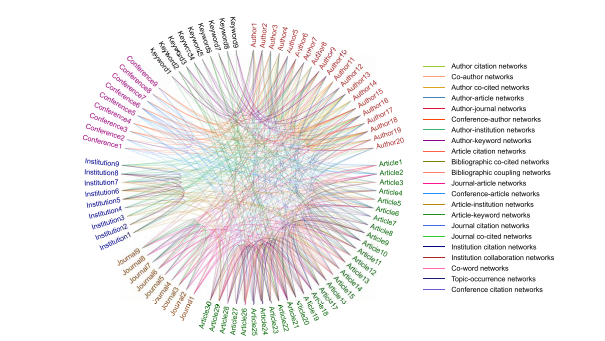 Keyword1
Keyword2
Keyword3
Keyword4
Keyword5
Keyword6
Keyword7
Keyword8
Keyword9
Author1
Author2
Author3
Author4
Author5
Author6
Author7
Author8
Author9
Author10
Author11
Author12
Author13
Author14
Author15
Author16
Author17
Author18
Author19
Author20
Article1
Article2
Article3
Article4
Article5
Article6
Article7
Article8
Article9
Article10
Article11
Article12
Article13
Article14
Article15
Article16
Article17
Article18
Article19
Article20
Article21
Article22
Article23
Article24
Article25
Article26
Article27
Article28
Article29
Article30
Journal1
Journal2
Journal3
Journal4
Journal5
Journal6
Journal7
Journal8
Journal9
Institution1
Institution2
Institution3
Institution4
Institution5
Institution6
Institution7
Institution8
Institution9
Conference1
Conference2
Conference3
Conference4
Conference5
Conference6
Conference7
Conference8
Conference9
Author citation networks
Co-author networks
Author co-cited networks
Author-article networks
Author-journal networks
Conference-author networks
Author-institution networks
Author-keyword networks
Article citation networks
Bibliographic co-cited networks
Bibliographic coupling networks
Journal-article networks
Conference-article networks
Article-institution networks
Article-keyword networks
Journal citation networks
Journal co-cited networks
Institution citation networks
Institution collaboration networks
Co-word networks
Topic-occurrence networks
Conference citation networks